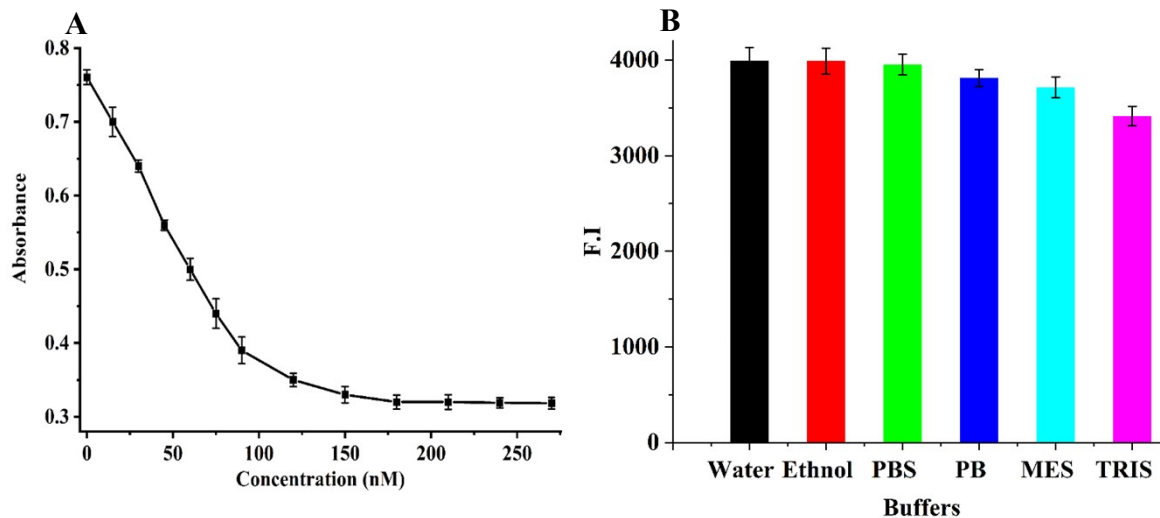 A
0.8
0.7
0.6
0.5
0.4
0.3
Absorbance
0 50 100 150 200 250
Concentration (nM)
B
4000
3000
2000
1000
0
F.I
Water Ethnol PBS PB MES TRIS
Buffers